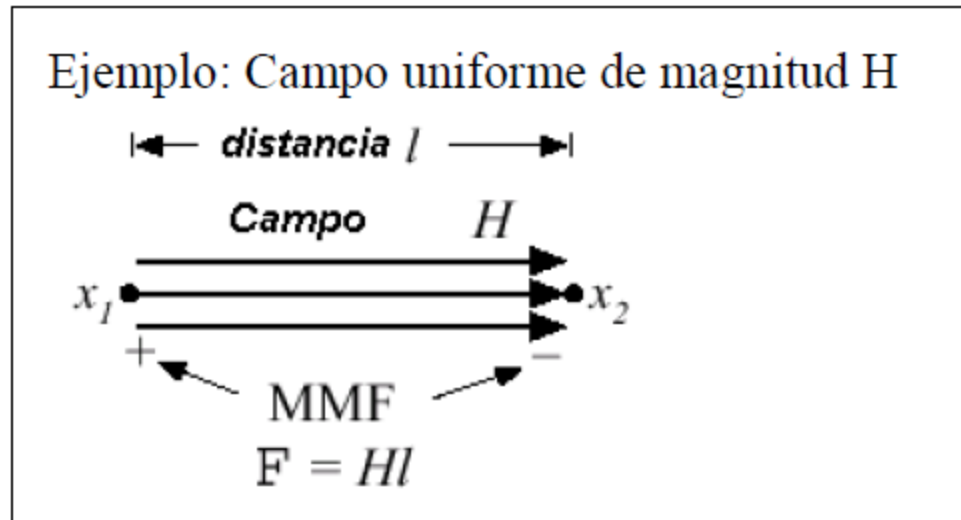 Ejemplo: Campo uniforme de magnitud H
distancia l
Campo H
x1 x2
+ −
MMF
F = Hl